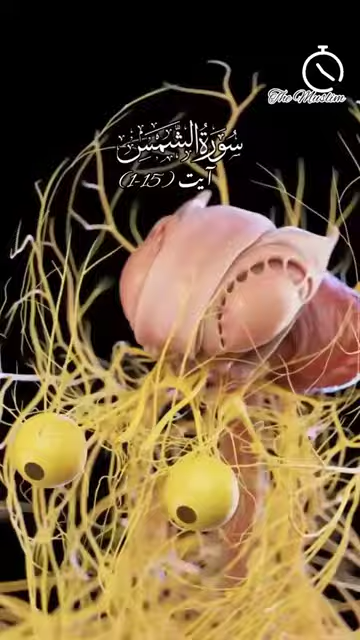 The Muslim
سُورَةُ الشَّمْسِ
آیت (1-15)